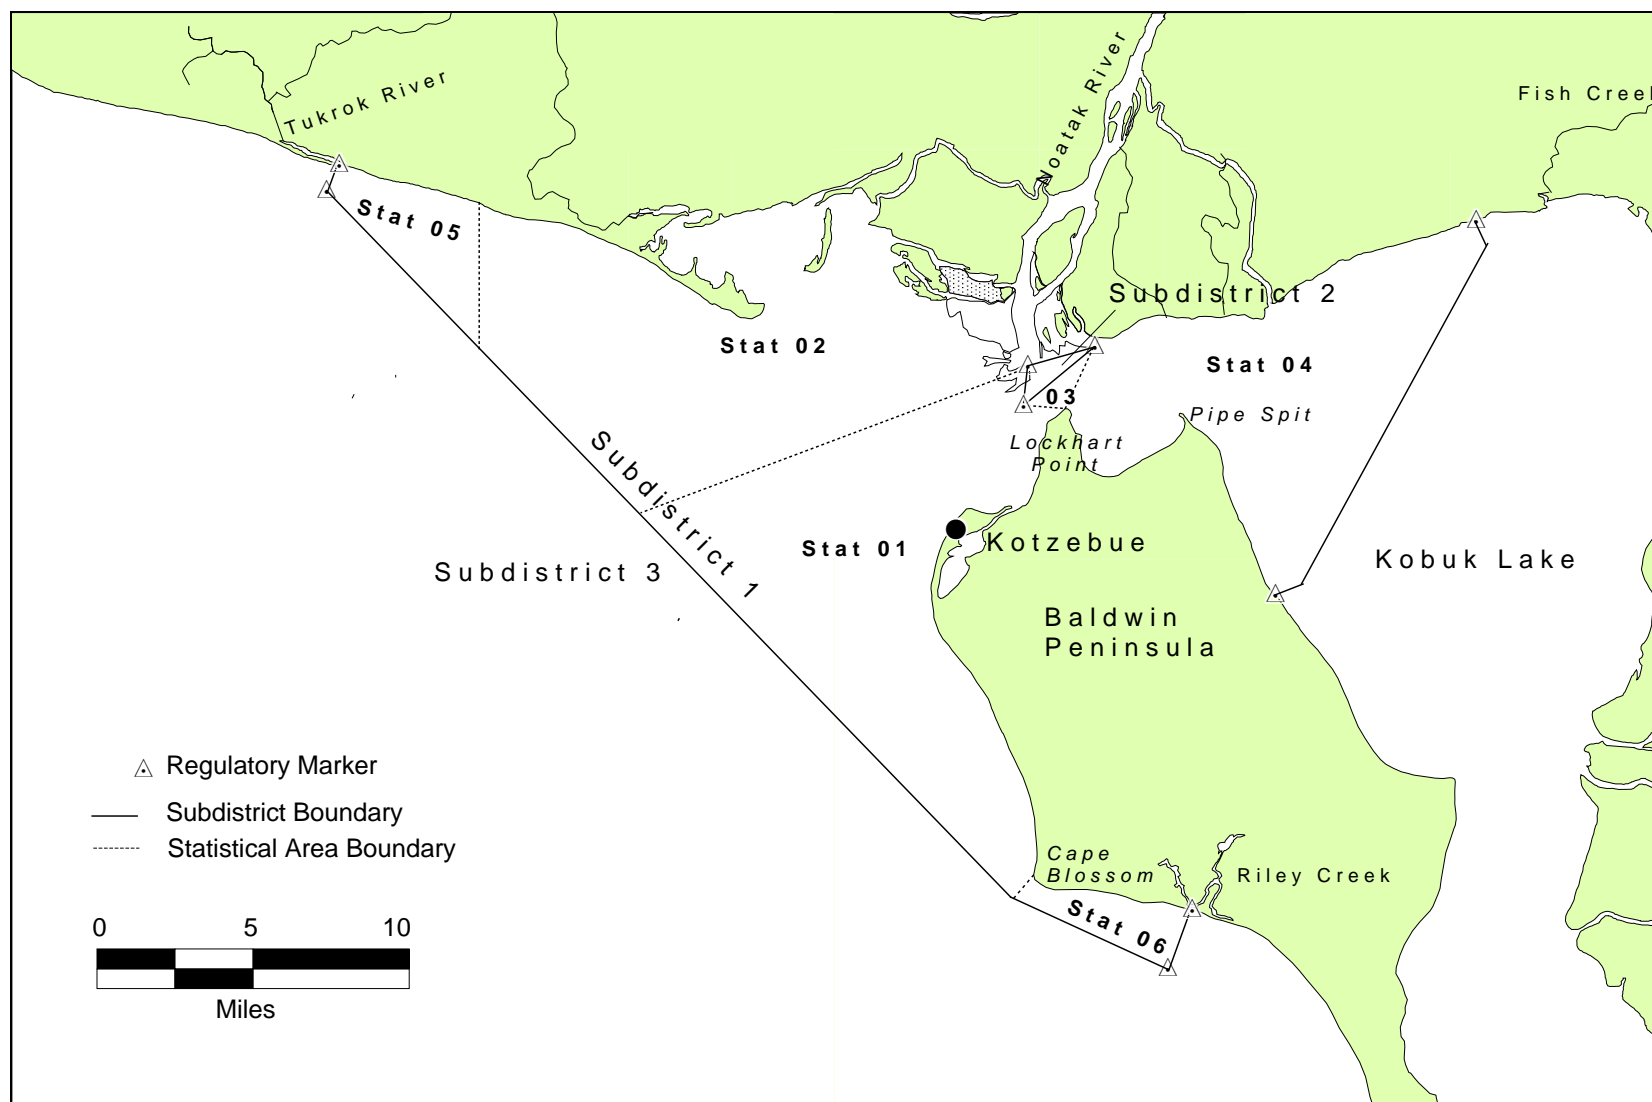 Tukrok River
Noatak River
Fish Creek
Stat 05
Subdistrict 2
Stat 02
Stat 04
03
Pipe Spit
Lockhart
Point
Subdistrict 1
Stat 01
Kotzebue
Kobuk Lake
Subdistrict 3
Baldwin
Peninsula
Regulatory Marker
Subdistrict Boundary
Statistical Area Boundary
Cape
Blossom
Riley Creek
Stat 06
0 5 10
Miles